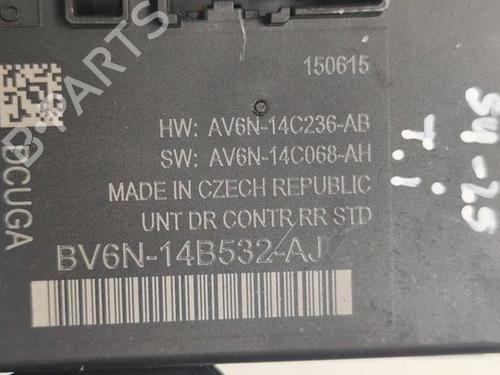 150615
HW: AV6N-14C236-AB
SW: AV6N-14C068-AH
MADE IN CZECH REPUBLIC
UNT DR CONTR RR STD
BV6N-14B532-AJ
DCUGA
B-PARTS